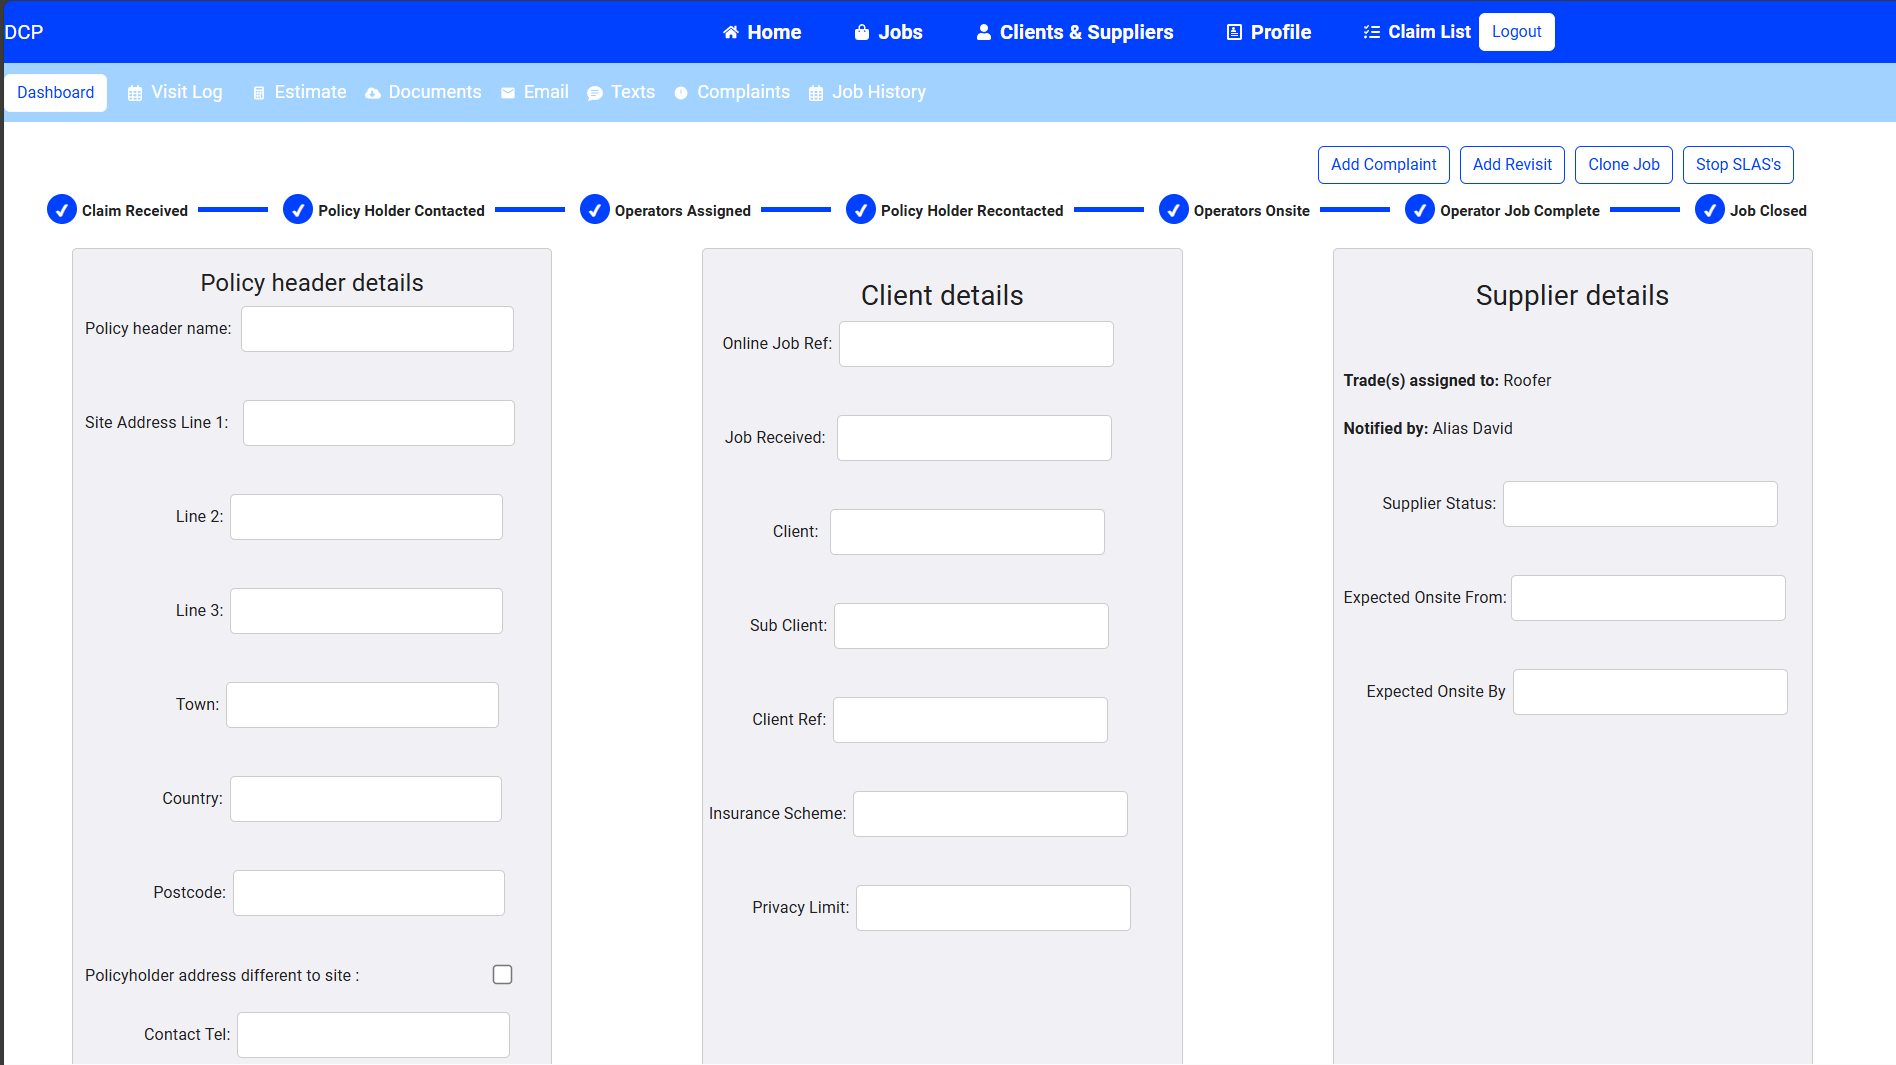 DCP Home Jobs Clients & Suppliers Profile Claim List Logout
Dashboard Visit Log Estimate Documents Email Texts Complaints Job History
Add Complaint Add Revisit Clone Job Stop SLAS's
Claim Received Policy Holder Contacted Operators Assigned Policy Holder Recontacted Operators Onsite Operator Job Complete Job Closed
Policy header details
Policy header name:
Site Address Line 1:
Line 2:
Line 3:
Town:
Country:
Postcode:
Policyholder address different to site :
Contact Tel:
Client details
Online Job Ref:
Job Received:
Client:
Sub Client:
Client Ref:
Insurance Scheme:
Privacy Limit:
Supplier details
Trade(s) assigned to: Roofer
Notified by: Alias David
Supplier Status:
Expected Onsite From:
Expected Onsite By